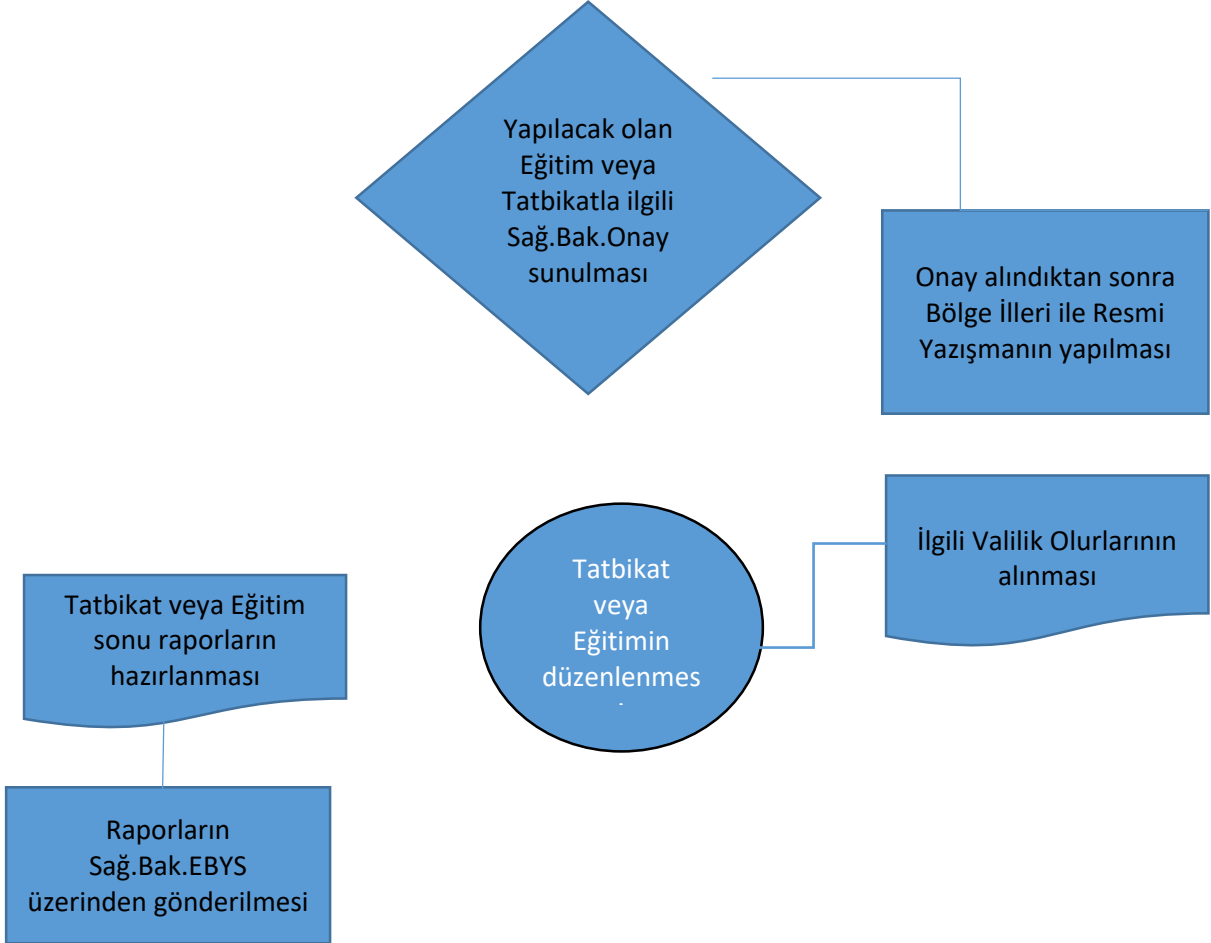 Yapılacak olan
Eğitim veya
Tatbikatla ilgili
Sağ.Bak.Onay
sunulması
Onay alındıktan sonra
Bölge İlleri ile Resmi
Yazışmanın yapılması
İlgili Valilik Olurlarının
alınması
Tatbikat
veya
Eğitimin
düzenlenmes
Tatbikat veya Eğitim
sonu raporların
hazırlanması
Raporların
Sağ.Bak.EBYS
üzerinden gönderilmesi